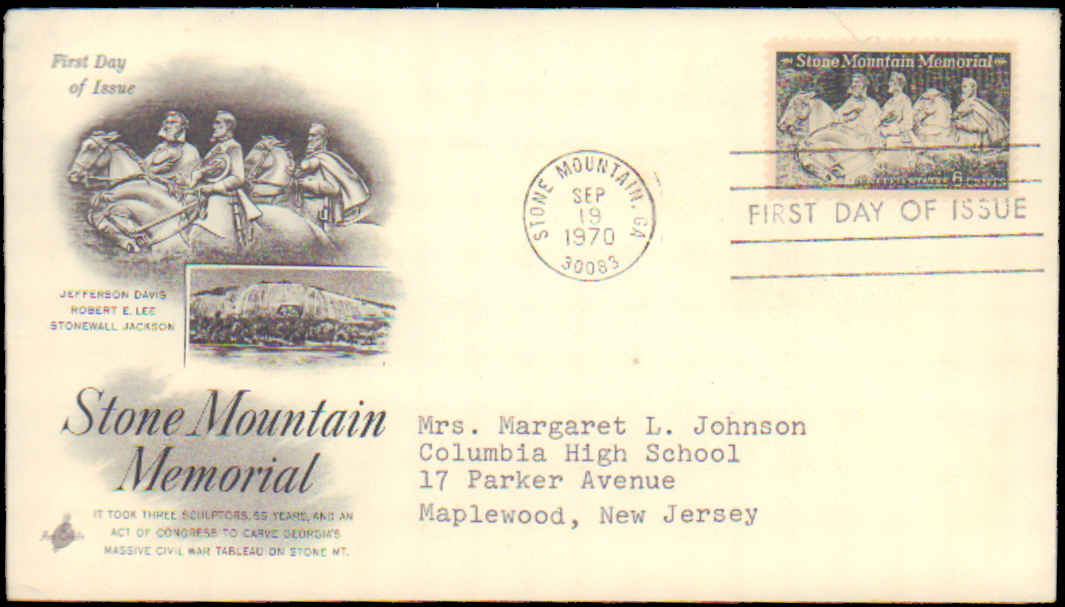 First Day
of Issue
JEFFERSON DAVIS
ROBERT E. LEE
STONEWALL JACKSON
Stone Mountain
Memorial
IT TOOK THREE SCULPTORS, 55 YEARS, AND AN
ACT OF CONGRESS TO CARVE GEORGIA'S
MASSIVE CIVIL WAR TABLEAU ON STONE MT.
STONE MOUNTAIN, GA
SEP
19
1970
30083
Stone Mountain Memorial
UNITED STATES 6 CENTS
FIRST DAY OF ISSUE
Mrs. Margaret L. Johnson
Columbia High School
17 Parker Avenue
Maplewood, New Jersey